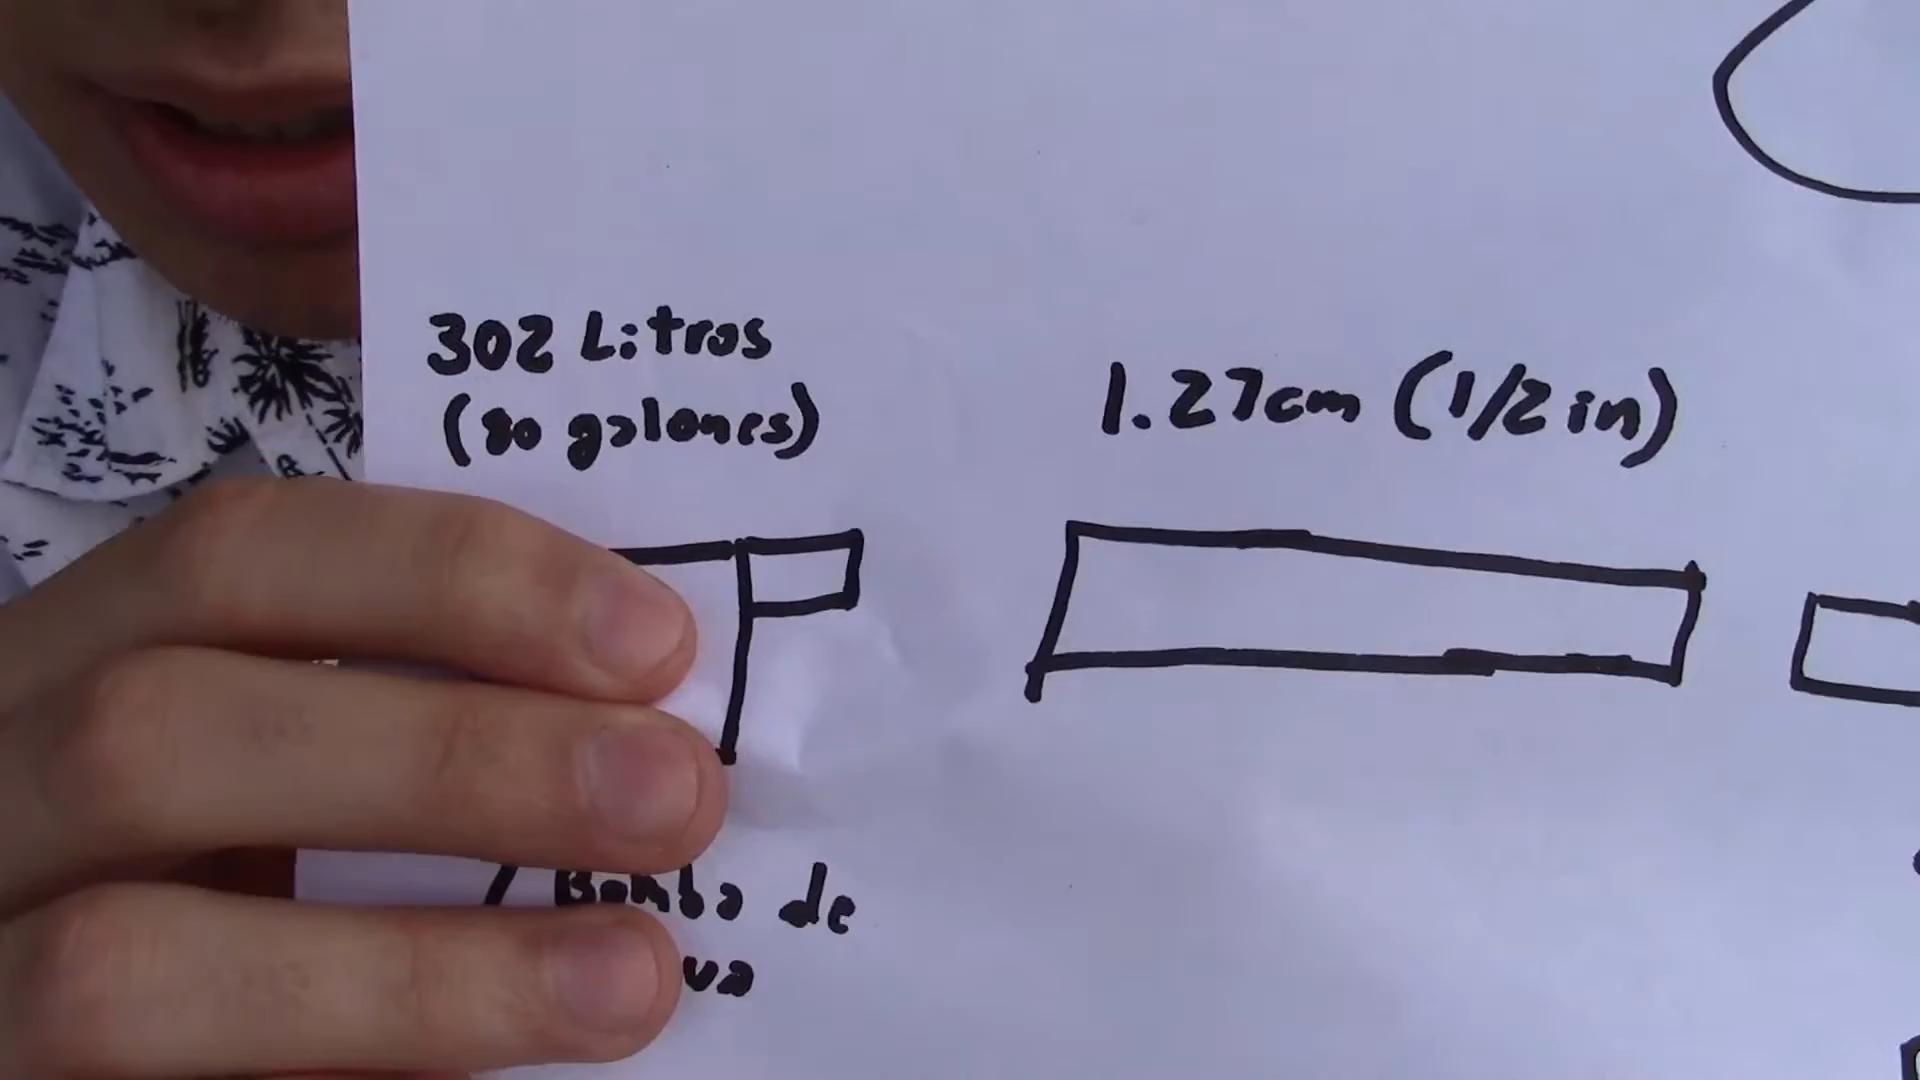 302 Litros
(80 galones)
1.27cm (1/2 in)
Bomba de